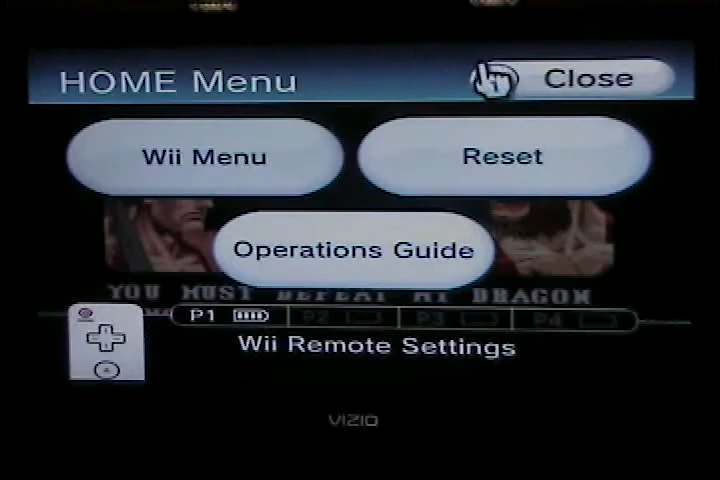 HOME Menu
1
Close
Wii Menu
Reset
Operations Guide
YOU MUST DEFEAT MY DRAGON
P1
P2
P3
P4
Wii Remote Settings
VIZIO